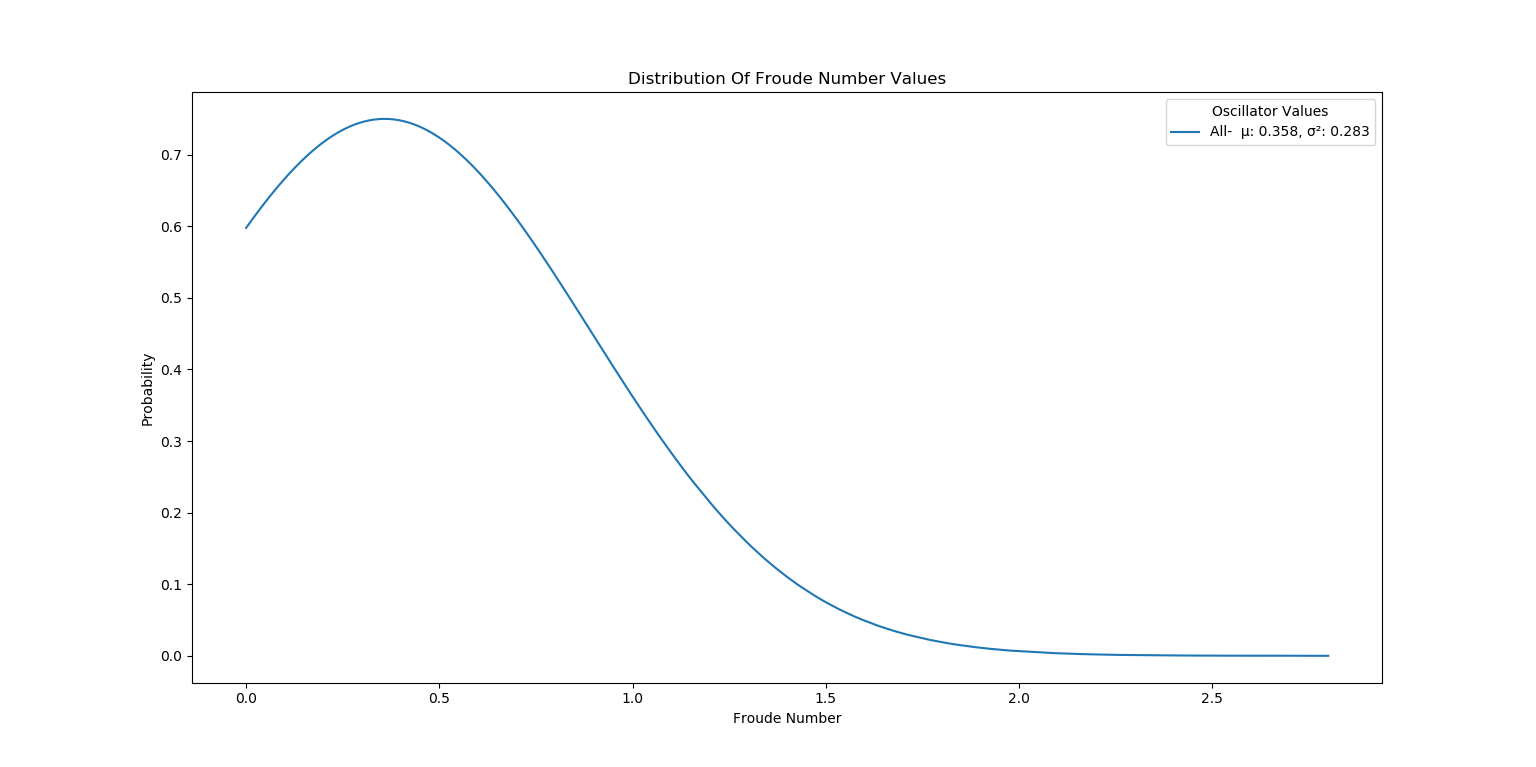 Distribution Of Froude Number Values
Oscillator Values
All-  μ: 0.358, σ²: 0.283
Probability
0.7
0.6
0.5
0.4
0.3
0.2
0.1
0.0
0.0 0.5 1.0 1.5 2.0 2.5
Froude Number